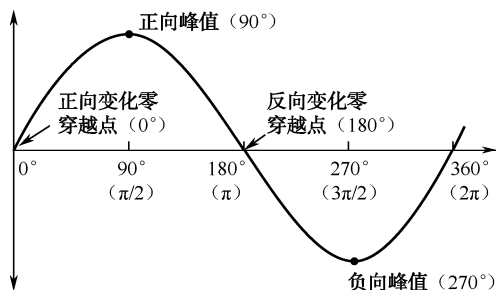 正向峰值（90°）
正向变化零
穿越点（0°）
反向变化零
穿越点（180°）
0°
90°
（π/2）
180°
（π）
270°
（3π/2）
360°
（2π）
负向峰值（270°）